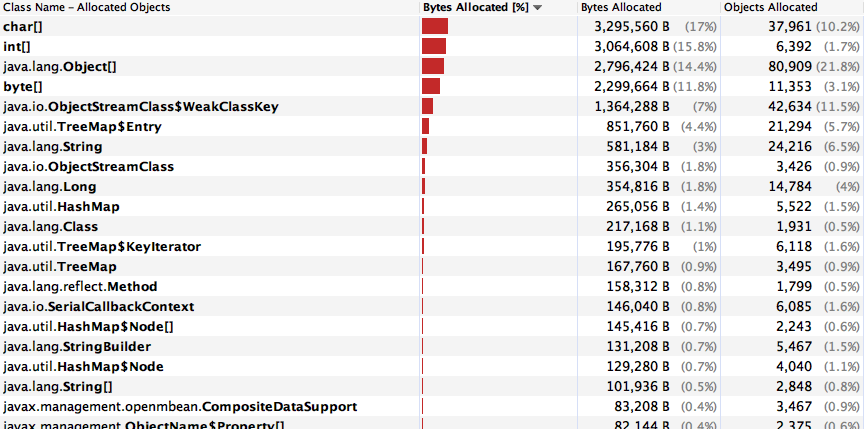 Class Name – Allocated Objects Bytes Allocated [%] Bytes Allocated Objects Allocated
char[] 3,295,560 B (17%) 37,961 (10.2%)
int[] 3,064,608 B (15.8%) 6,392 (1.7%)
java.lang.Object[] 2,796,424 B (14.4%) 80,909 (21.8%)
byte[] 2,299,664 B (11.8%) 11,353 (3.1%)
java.io.ObjectStreamClass$WeakClassKey 1,364,288 B (7%) 42,634 (11.5%)
java.util.TreeMap$Entry 851,760 B (4.4%) 21,294 (5.7%)
java.lang.String 581,184 B (3%) 24,216 (6.5%)
java.io.ObjectStreamClass 356,304 B (1.8%) 3,426 (0.9%)
java.lang.Long 354,816 B (1.8%) 14,784 (4%)
java.util.HashMap 265,056 B (1.4%) 5,522 (1.5%)
java.lang.Class 217,168 B (1.1%) 1,931 (0.5%)
java.util.TreeMap$KeyIterator 195,776 B (1%) 6,118 (1.6%)
java.util.TreeMap 167,760 B (0.9%) 3,495 (0.9%)
java.lang.reflect.Method 158,312 B (0.8%) 1,799 (0.5%)
java.io.SerialCallbackContext 146,040 B (0.8%) 6,085 (1.6%)
java.util.HashMap$Node[] 145,416 B (0.7%) 2,243 (0.6%)
java.lang.StringBuilder 131,208 B (0.7%) 5,467 (1.5%)
java.util.HashMap$Node 129,280 B (0.7%) 4,040 (1.1%)
java.lang.String[] 101,936 B (0.5%) 2,848 (0.8%)
javax.management.openmbean.CompositeDataSupport 83,208 B (0.4%) 3,467 (0.9%)
javax.management.ObjectName$Property[] 82,144 B (0.4%) 2,375 (0.6%)